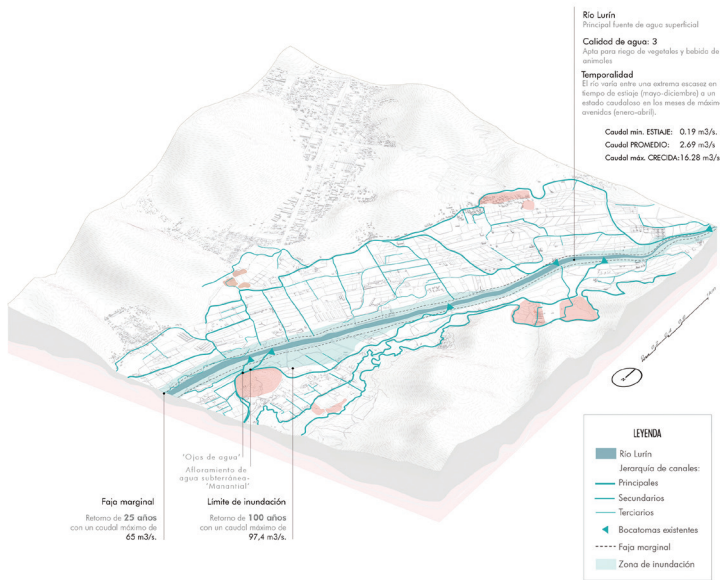 Río Lurín
Principal fuente de agua superficial
Calidad de agua: 3
Apta para riego de vegetales y bebida de
animales
Temporalidad
El río varía entre una extrema escasez en
tiempo de estiaje (mayo-diciembre) a un
estado caudaloso en los meses de máxim
avenidas (enero-abril).
Caudal mín. ESTIAJE: 0.19 m3/s.
Caudal PROMEDIO: 2.69 m3/s
Caudal máx. CRECIDA: 16.28 m3/s
'Ojos de agua'
Afloramiento de
agua subterránea-
'Manantial'
Faja marginal
Retorno de 25 años
con un caudal máximo de
65 m3/s.
Límite de inundación
Retorno de 100 años
con un caudal máximo de
97,4 m3/s.
LEYENDA
Río Lurín
Jerarquía de canales:
Principales
Secundarios
Terciarios
Bocatomas existentes
Faja marginal
Zona de inundación